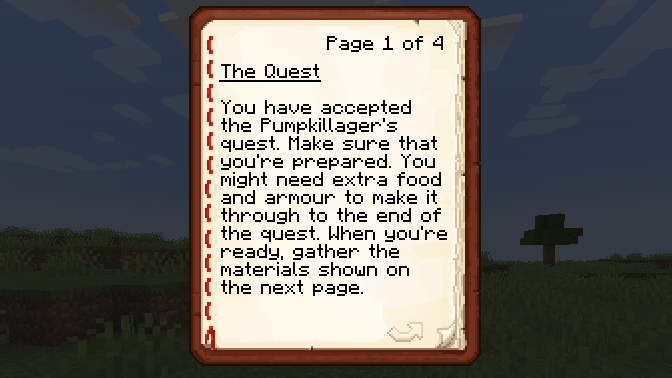 Page 1 of 4
The Quest
You have accepted
the Pumpkillager's
quest. Make sure that
you're prepared. You
might need extra food
and armour to make it
through to the end of
the quest. When you're
ready, gather the
materials shown on
the next page.